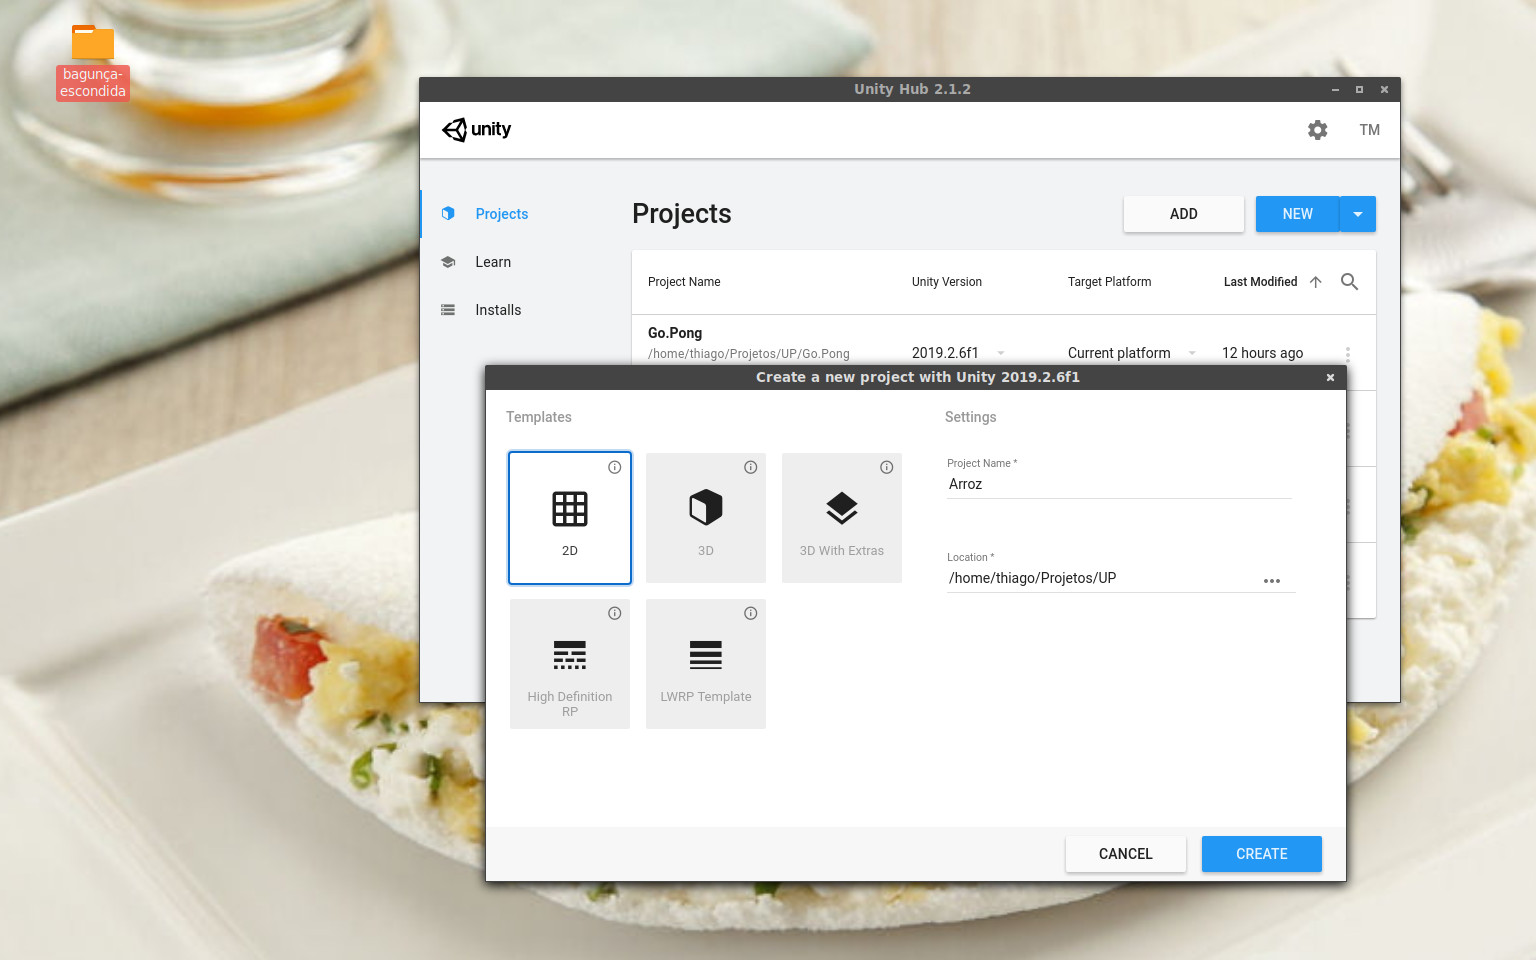 bagunça-
escondida
Unity Hub 2.1.2
unity
TM
Projects
Learn
Installs
Projects
ADD
NEW
Project Name
Unity Version
Target Platform
Last Modified
Go.Pong
/home/thiago/Projetos/UP/Go.Pong
2019.2.6f1
Current platform
12 hours ago
Create a new project with Unity 2019.2.6f1
Templates
2D
3D
3D With Extras
High Definition
RP
LWRP Template
Settings
Project Name *
Arroz
Location *
/home/thiago/Projetos/UP
CANCEL
CREATE